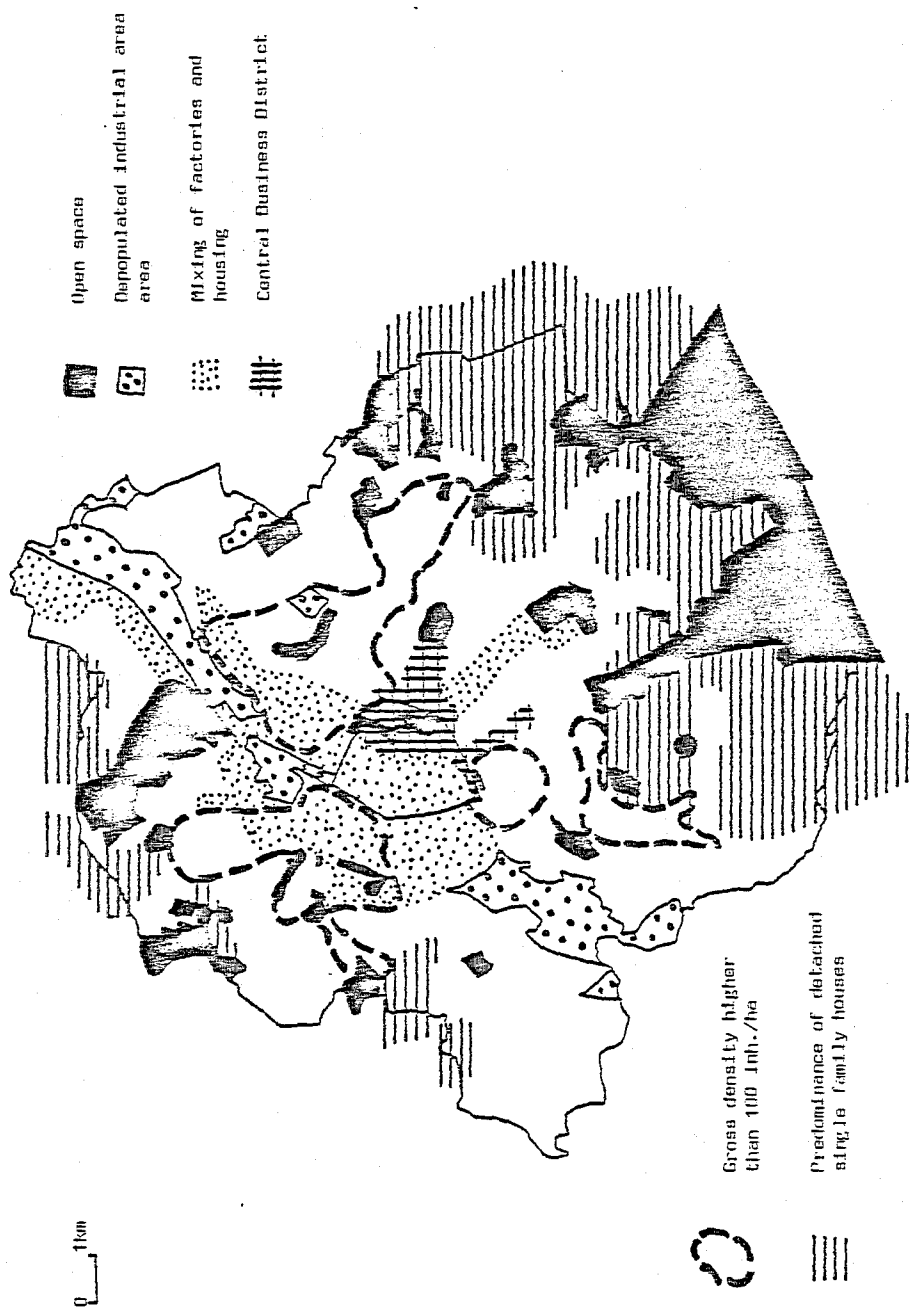 Open space
Depopulated industrial area
area
Mixing of factories and
housing
Central Business District
0 1km
Gross density higher
than 100 inh./ha
Predominance of detached
single family houses